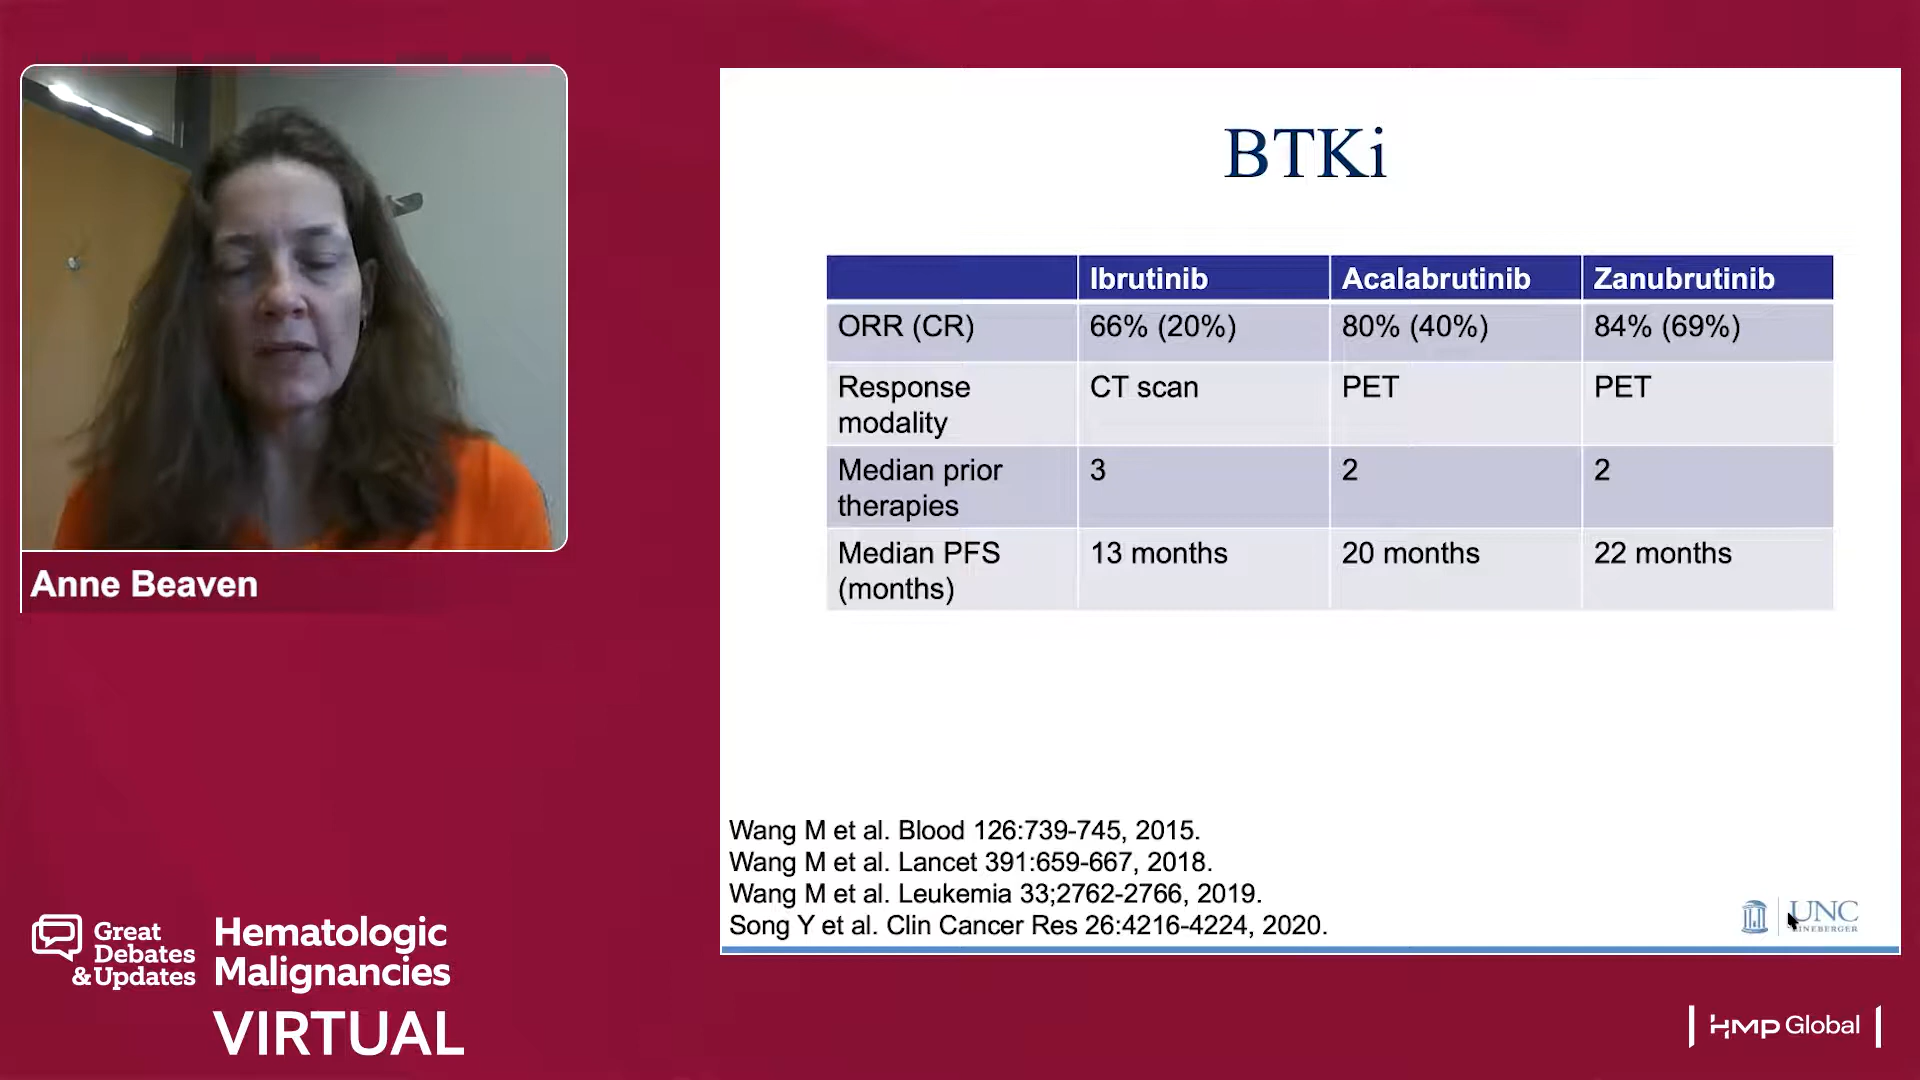 BTKi
Ibrutinib Acalabrutinib Zanubrutinib
ORR (CR) 66% (20%) 80% (40%) 84% (69%)
Response modality CT scan PET PET
Median prior therapies 3 2 2
Median PFS (months) 13 months 20 months 22 months
Wang M et al. Blood 126:739-745, 2015.
Wang M et al. Lancet 391:659-667, 2018.
Wang M et al. Leukemia 33;2762-2766, 2019.
Song Y et al. Clin Cancer Res 26:4216-4224, 2020.
UNC
LINEBERGER
Anne Beaven
Great
Debates
&Updates
Hematologic
Malignancies
VIRTUAL
HMP Global